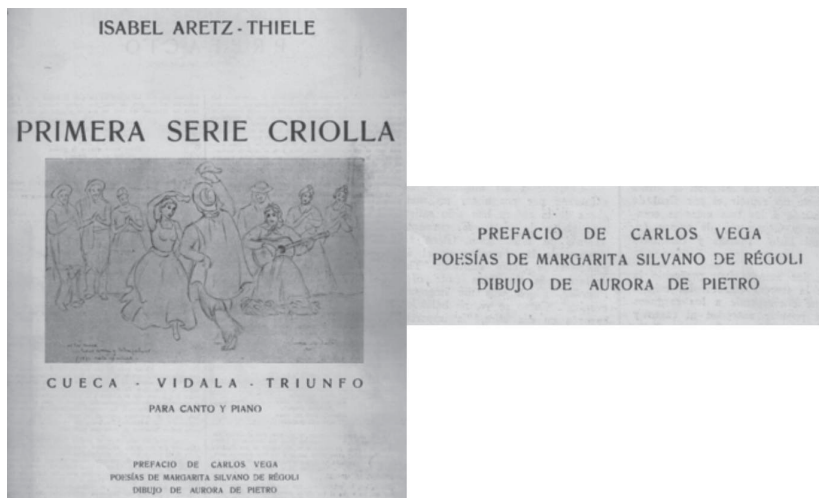 ISABEL ARETZ - THIELE
PRIMERA SERIE CRIOLLA
CUECA - VIDALA - TRIUNFO
PARA CANTO Y PIANO
PREFACIO DE CARLOS VEGA
POESÍAS DE MARGARITA SILVANO DE RÉGOLI
DIBUJO DE AURORA DE PIETRO
PREFACIO DE CARLOS VEGA
POESÍAS DE MARGARITA SILVANO DE RÉGOLI
DIBUJO DE AURORA DE PIETRO